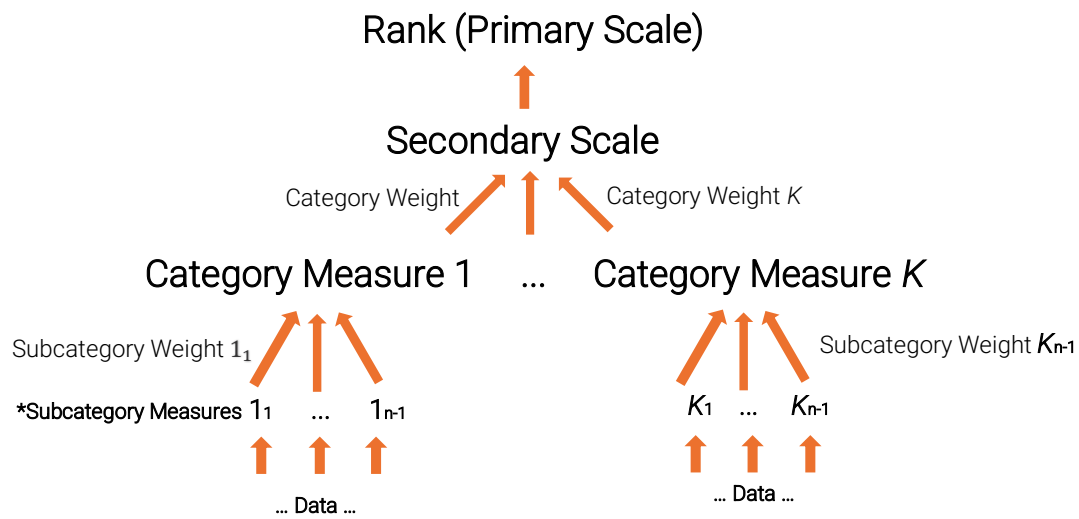 Rank (Primary Scale)
Secondary Scale
Category Weight
Category Weight K
Category Measure 1 ... Category Measure K
Subcategory Weight 1₁
Subcategory Weight Kn-1
*Subcategory Measures 1₁ ... 1n-1
K₁ ... Kn-1
... Data ...
... Data ...